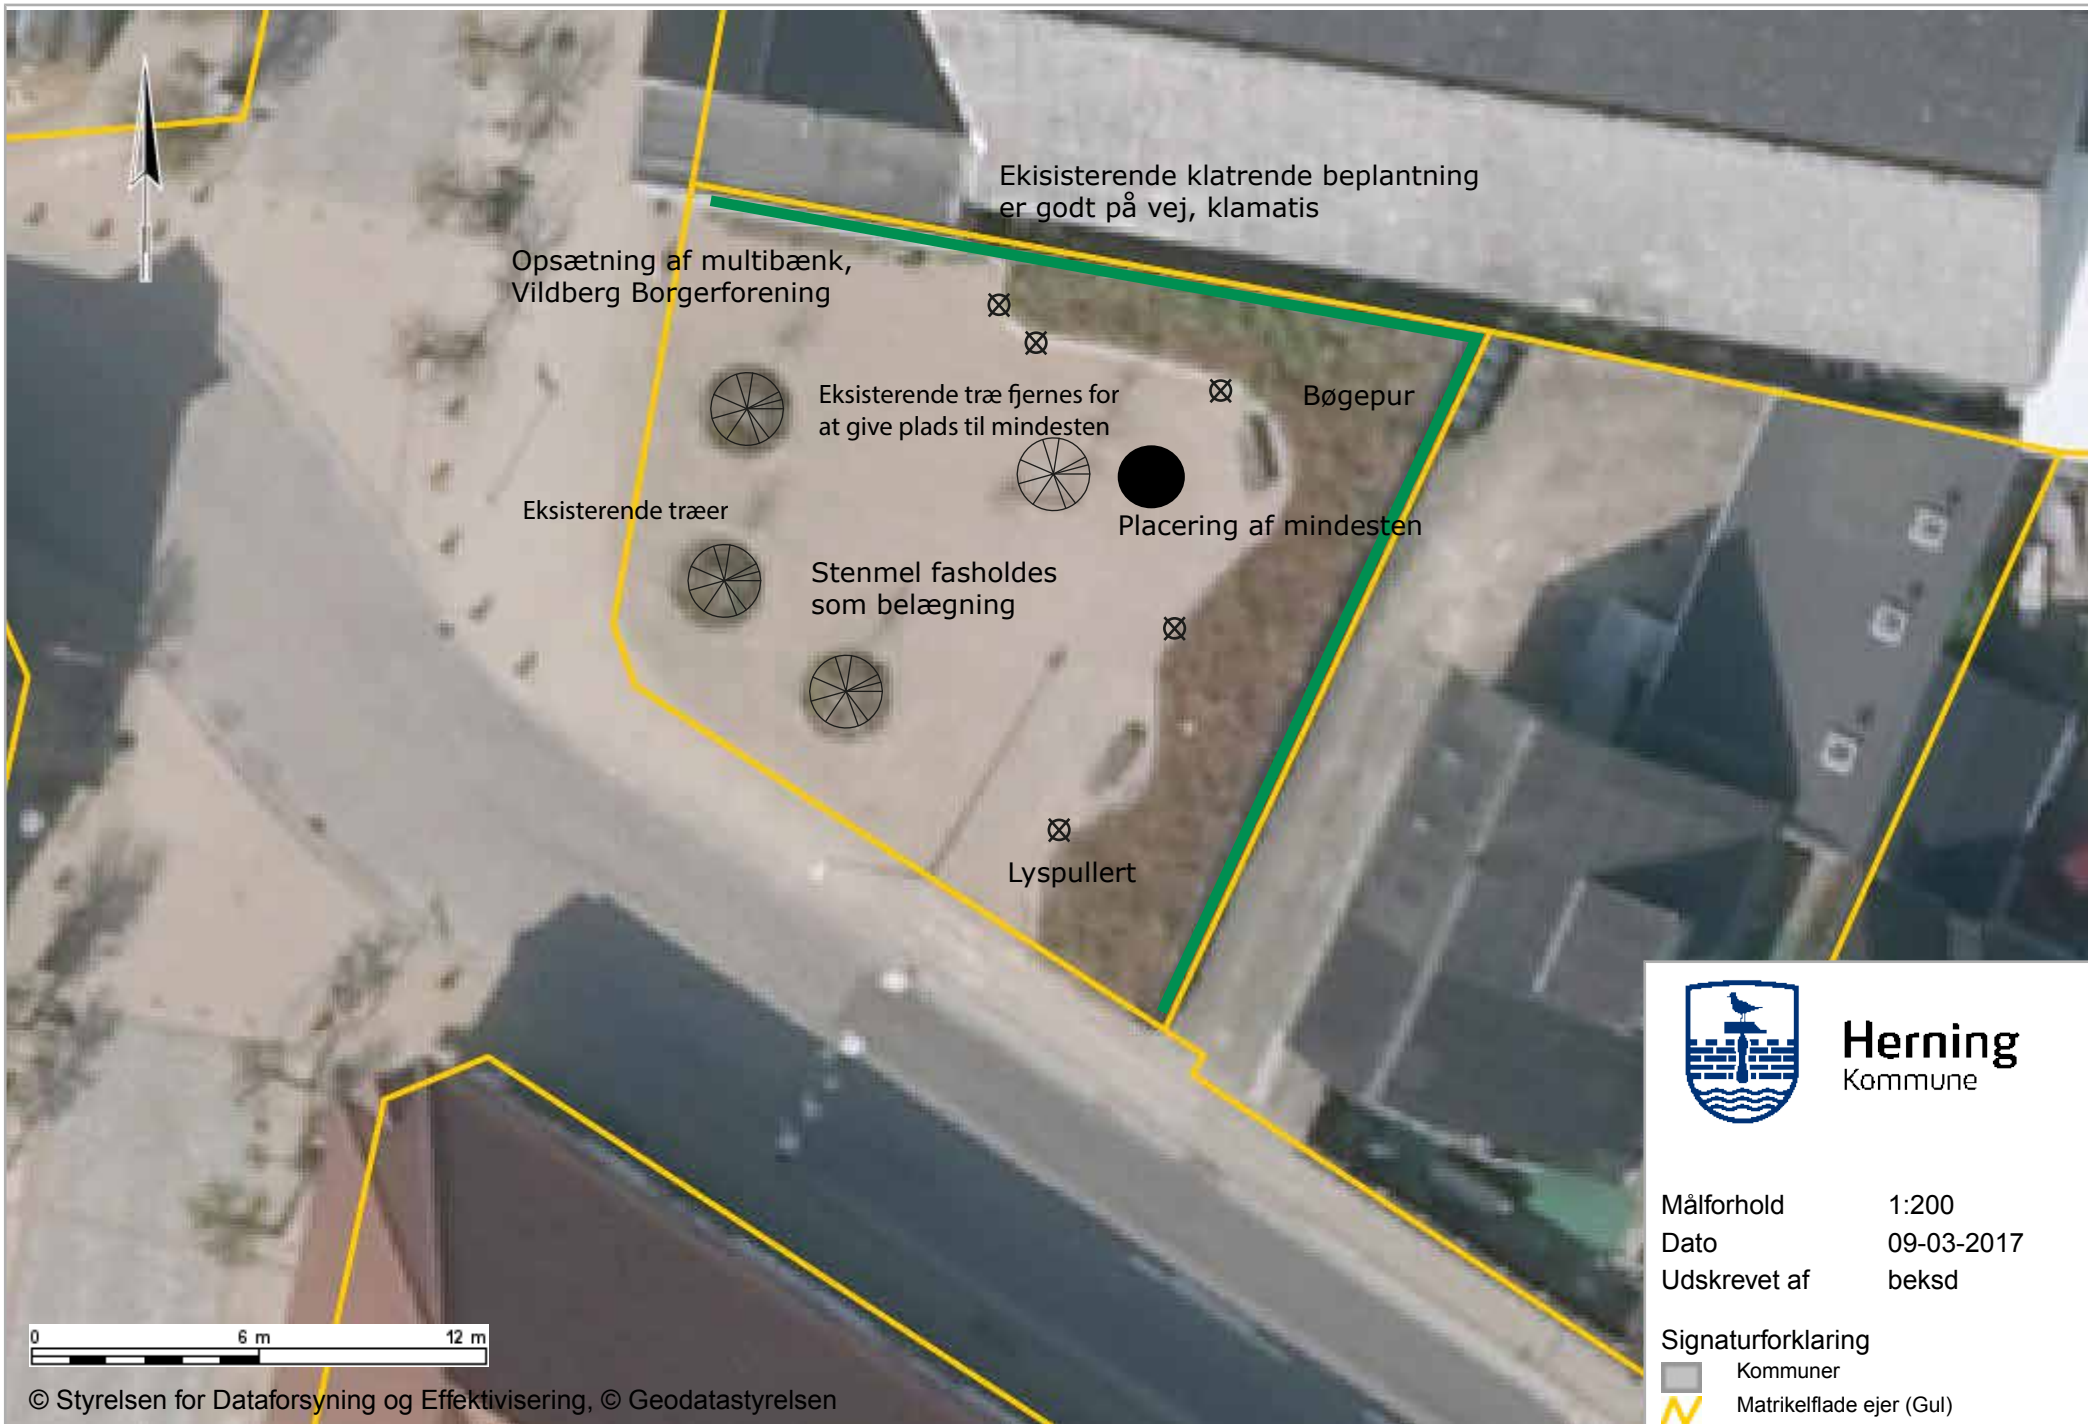 Ekisisterende klatrende beplantning
er godt på vej, klamatis
Opsætning af multibænk,
Vildberg Borgerforening
Eksisterende træ fjernes for
at give plads til mindesten
Bøgepur
Eksisterende træer
Placering af mindesten
Stenmel fasholdes
som belægning
Lyspullert
Herning
Kommune
Målforhold 1:200
Dato 09-03-2017
Udskrevet af beksd
Signaturforklaring
Kommuner
Matrikelflade ejer (Gul)
0 6 m 12 m
© Styrelsen for Dataforsyning og Effektivisering, © Geodatastyrelsen